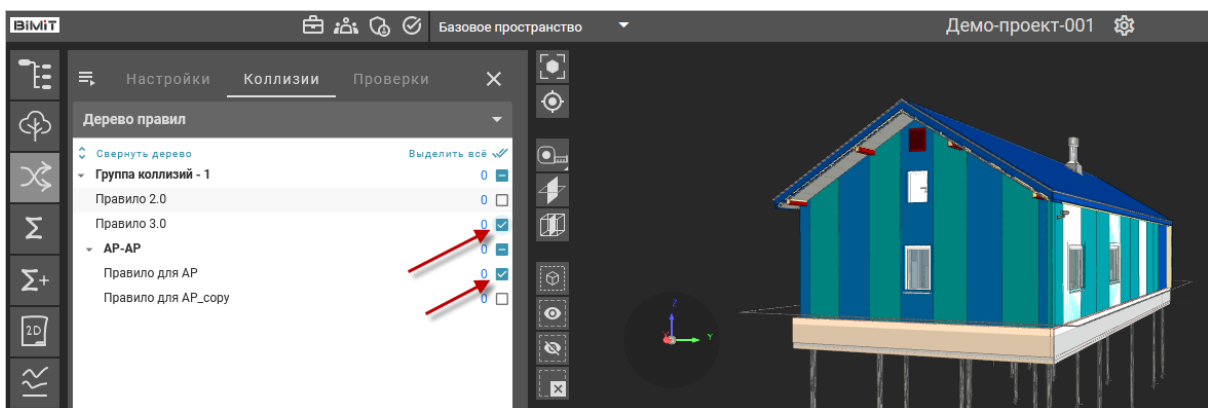 BIMiT
Базовое пространство
Демо-проект-001
Настройки Коллизии Проверки
Дерево правил
Свернуть дерево Выделить всё
Группа коллизий - 1 0
Правило 2.0 0
Правило 3.0 0
АР-АР 0
Правило для АР 0
Правило для АР_copy 0
Σ
Σ+
2D
Z
X Y